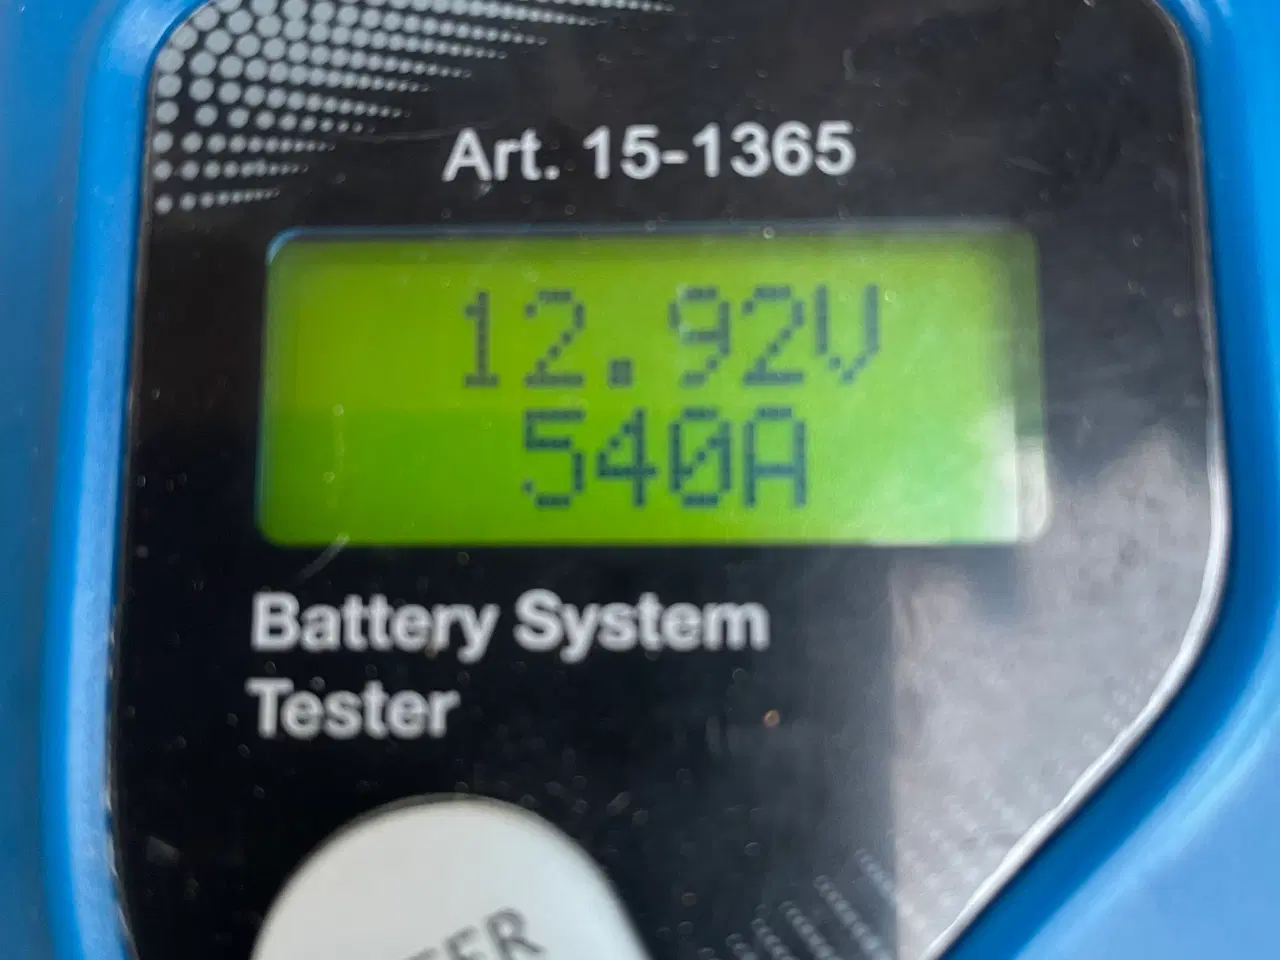 Art. 15-1365
12.92V
540A
Battery System
Tester